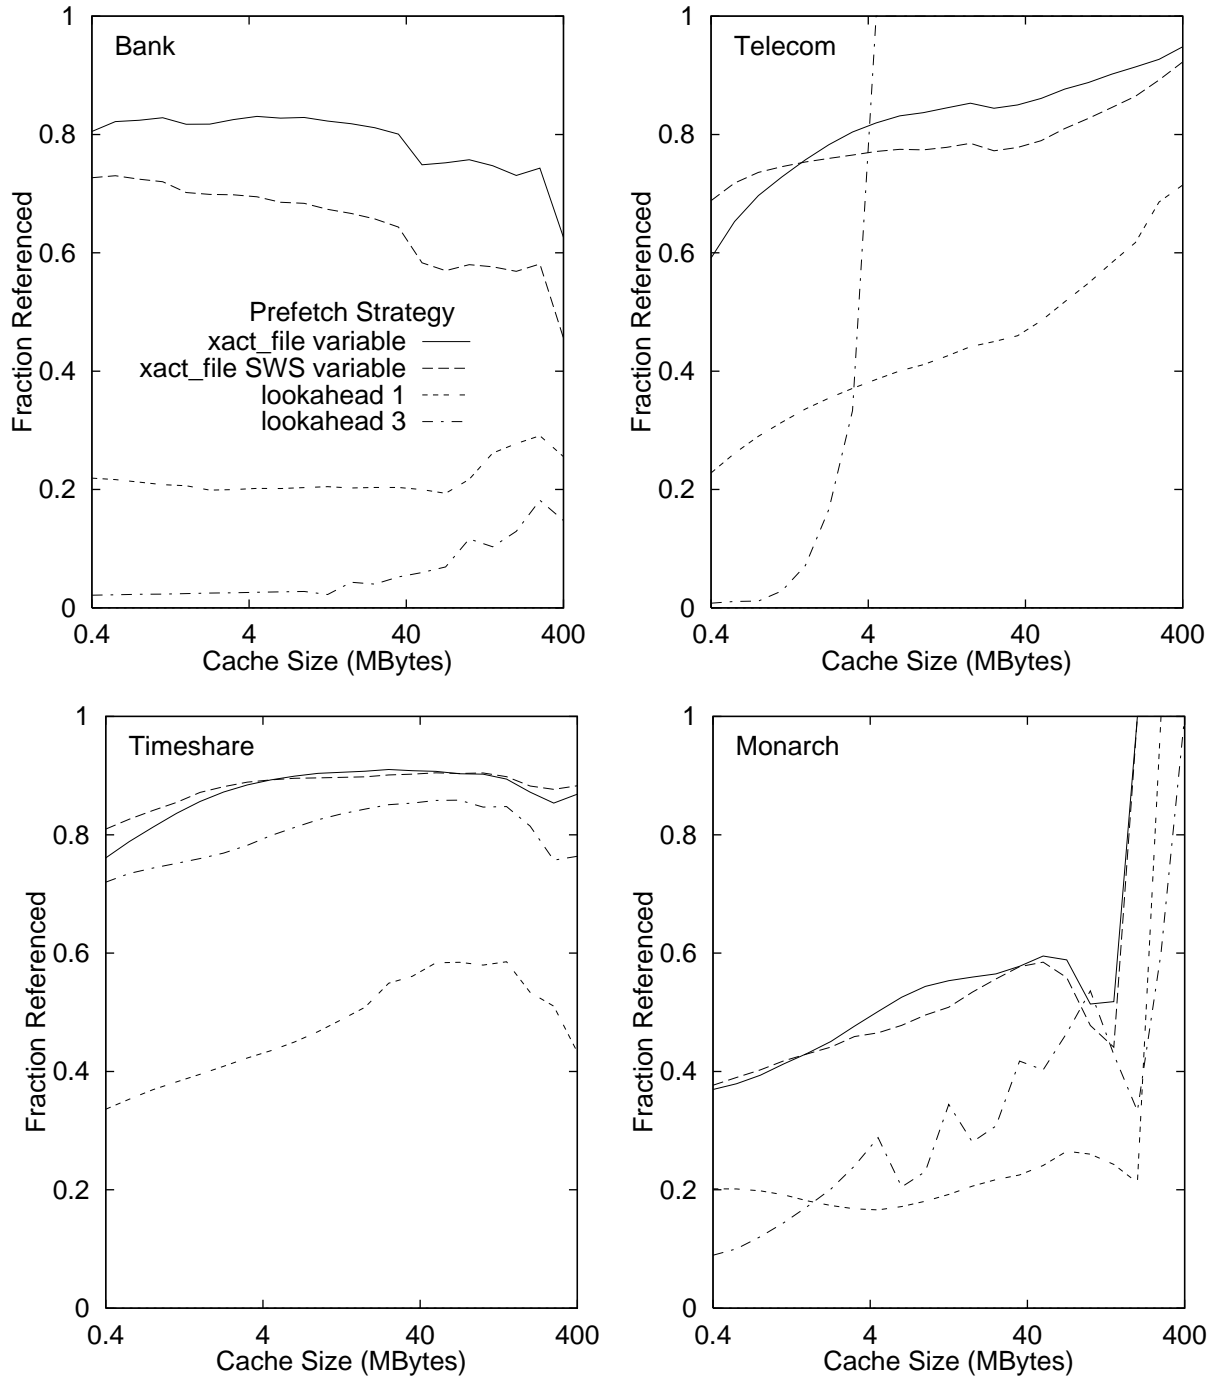 1
Bank
0.8
0.6
Fraction Referenced
Prefetch Strategy
xact_file variable
xact_file SWS variable
0.4
lookahead 1
lookahead 3
0.2
0
0.4
4
40
400
Cache Size (MBytes)
1
Telecom
0.8
0.6
Fraction Referenced
0.4
0.2
0
0.4
4
40
400
Cache Size (MBytes)
1
Timeshare
0.8
0.6
Fraction Referenced
0.4
0.2
0
0.4
4
40
400
Cache Size (MBytes)
1
Monarch
0.8
0.6
Fraction Referenced
0.4
0.2
0
0.4
4
40
400
Cache Size (MBytes)